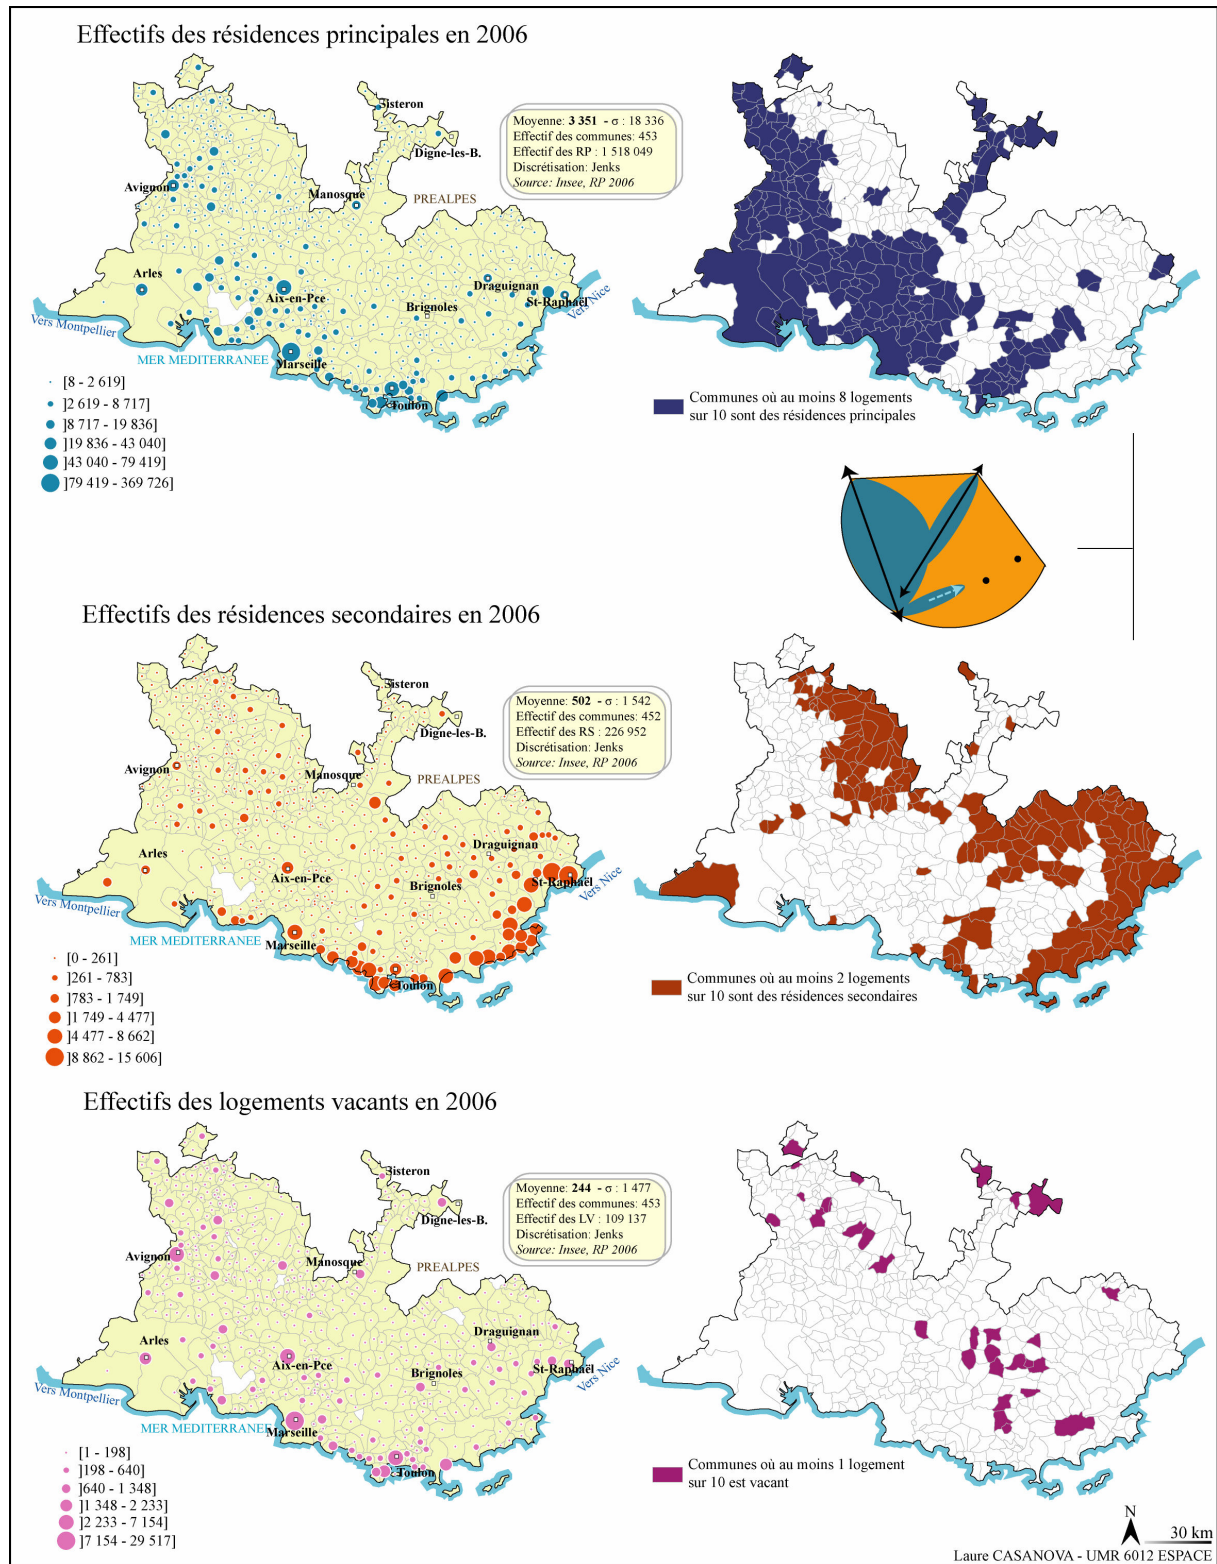 Effectifs des résidences principales en 2006
Sisteron
Moyenne: 3 351 - σ : 18 336
Effectif des communes: 453
Effectif des RP : 1 518 049
Discrétisation: Jenks
Source: Insee, RP 2006
Digne-les-B.
Avignon
Manosque
PREALPES
Arles
Aix-en-Pce
Draguignan
Brignoles
St-Raphaël
Vers Nice
Vers Montpellier
MER MEDITERRANEE
Marseille
Toulon
[8 - 2 619]
]2 619 - 8 717]
]8 717 - 19 836]
]19 836 - 43 040]
]43 040 - 79 419]
]79 419 - 369 726]
Communes où au moins 8 logements
sur 10 sont des résidences principales
Effectifs des résidences secondaires en 2006
Sisteron
Moyenne: 502 - σ : 1 542
Effectif des communes: 452
Effectif des RS : 226 952
Discrétisation: Jenks
Source: Insee, RP 2006
Digne-les-B.
Avignon
Manosque
PREALPES
Arles
Aix-en-Pce
Draguignan
Brignoles
St-Raphaël
Vers Nice
Vers Montpellier
MER MEDITERRANEE
Marseille
Toulon
[0 - 261]
]261 - 783]
]783 - 1 749]
]1 749 - 4 477]
]4 477 - 8 662]
]8 862 - 15 606]
Communes où au moins 2 logements
sur 10 sont des résidences secondaires
Effectifs des logements vacants en 2006
Sisteron
Moyenne: 244 - σ : 1 477
Effectif des communes: 453
Effectif des LV : 109 137
Discrétisation: Jenks
Source: Insee, RP 2006
Digne-les-B.
Avignon
Manosque
PREALPES
Arles
Aix-en-Pce
Draguignan
Brignoles
St-Raphaël
Vers Nice
Vers Montpellier
MER MEDITERRANEE
Marseille
Toulon
[1 - 198]
]198 - 640]
]640 - 1 348]
]1 348 - 2 233]
]2 233 - 7 154]
]7 154 - 29 517]
Communes où au moins 1 logement
sur 10 est vacant
N
30 km
Laure CASANOVA - UMR 6012 ESPACE